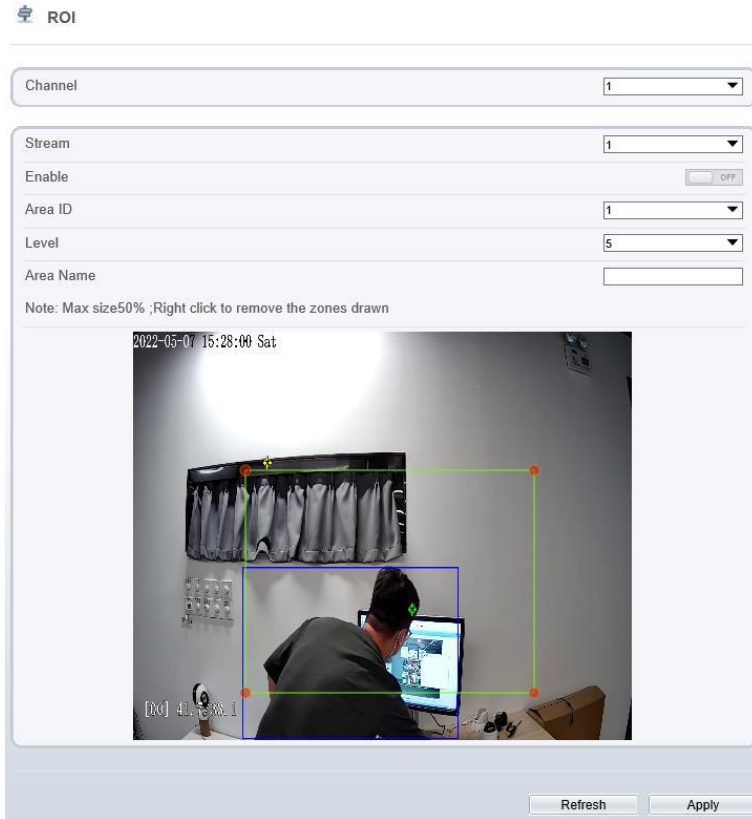 ROI
Channel 1
Stream 1
Enable OFF
Area ID 1
Level 5
Area Name
Note: Max size50% ;Right click to remove the zones drawn
2022-05-07 15:28:00 Sat
[00]
Refresh Apply